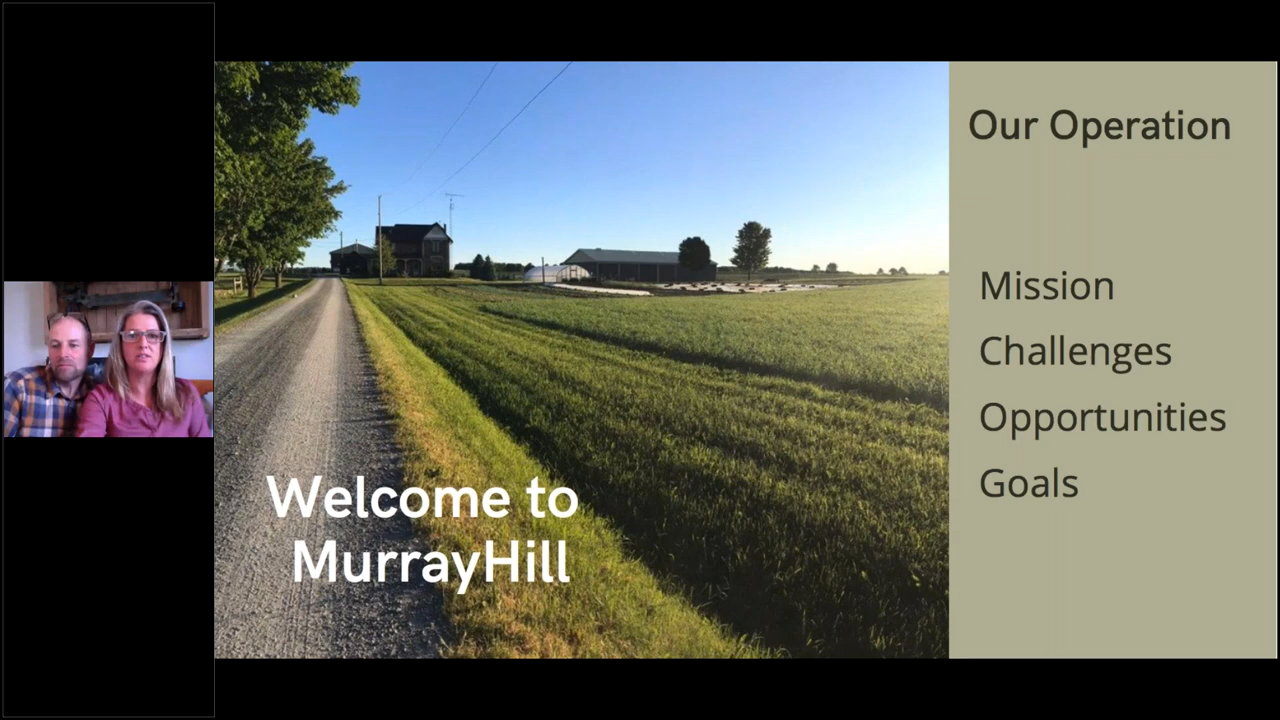 Welcome to
MurrayHill
Our Operation
Mission
Challenges
Opportunities
Goals